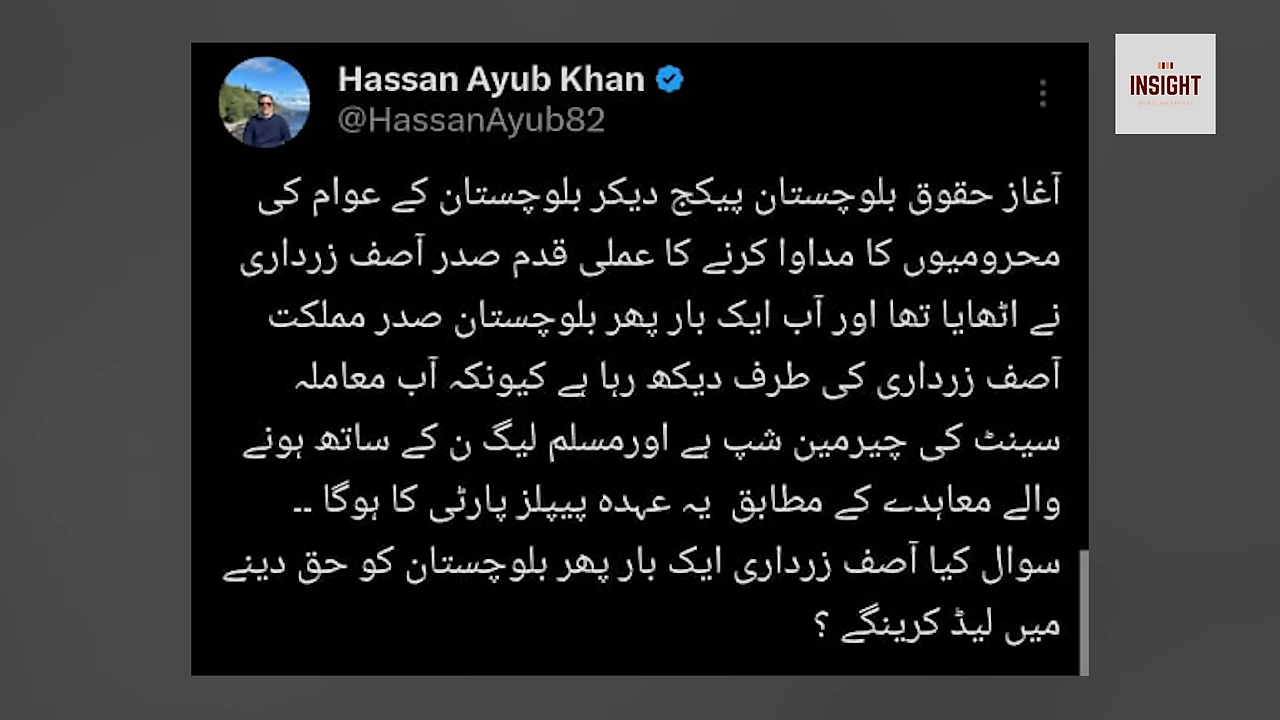 Hassan Ayub Khan
@HassanAyub82
INSIGHT
آغاز حقوق بلوچستان پیکج دیکر بلوچستان کے عوام کی
محرومیوں کا مداوا کرنے کا عملی قدم صدر آصف زرداری
نے اٹھایا تھا اور آب ایک بار پھر بلوچستان صدر مملکت
آصف زرداری کی طرف دیکھ رہا ہے کیونکہ آب معاملہ
سینٹ کی چیرمین شپ ہے اورمسلم لیگ ن کے ساتھ ہونے
والے معاہدے کے مطابق یہ عہدہ پیپلز پارٹی کا ہوگا ۔۔
سوال کیا آصف زرداری ایک بار پھر بلوچستان کو حق دینے
میں لیڈ کرینگے ؟